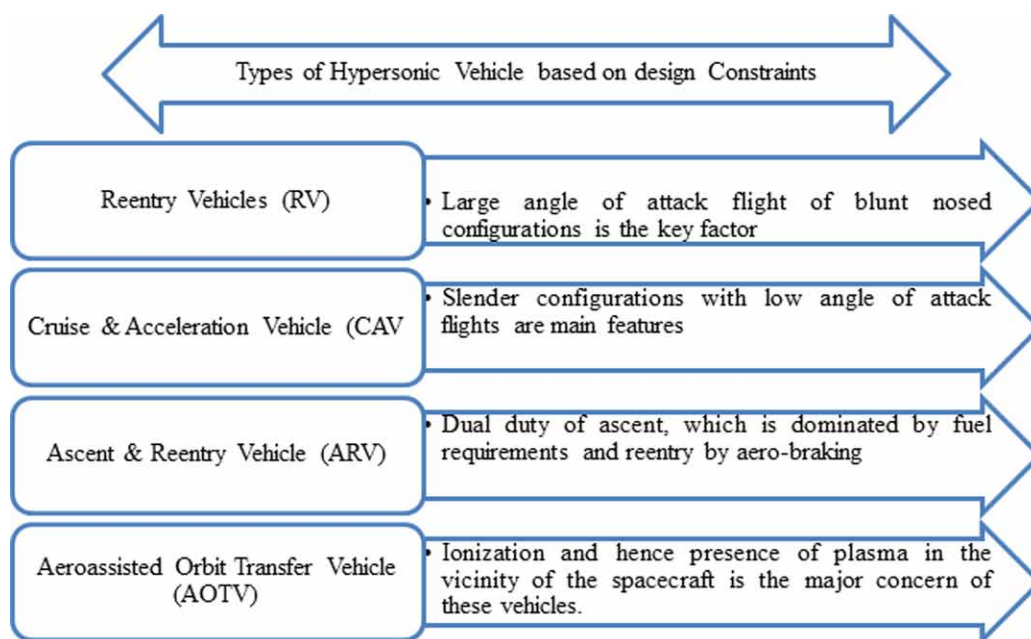 Types of Hypersonic Vehicle based on design Constraints
Reentry Vehicles (RV)
• Large angle of attack flight of blunt nosed
configurations is the key factor
Cruise & Acceleration Vehicle (CAV
• Slender configurations with low angle of attack
flights are main features
Ascent & Reentry Vehicle (ARV)
• Dual duty of ascent, which is dominated by fuel
requirements and reentry by aero-braking
Aeroassisted Orbit Transfer Vehicle
(AOTV)
• Ionization and hence presence of plasma in the
vicinity of the spacecraft is the major concern of
these vehicles.